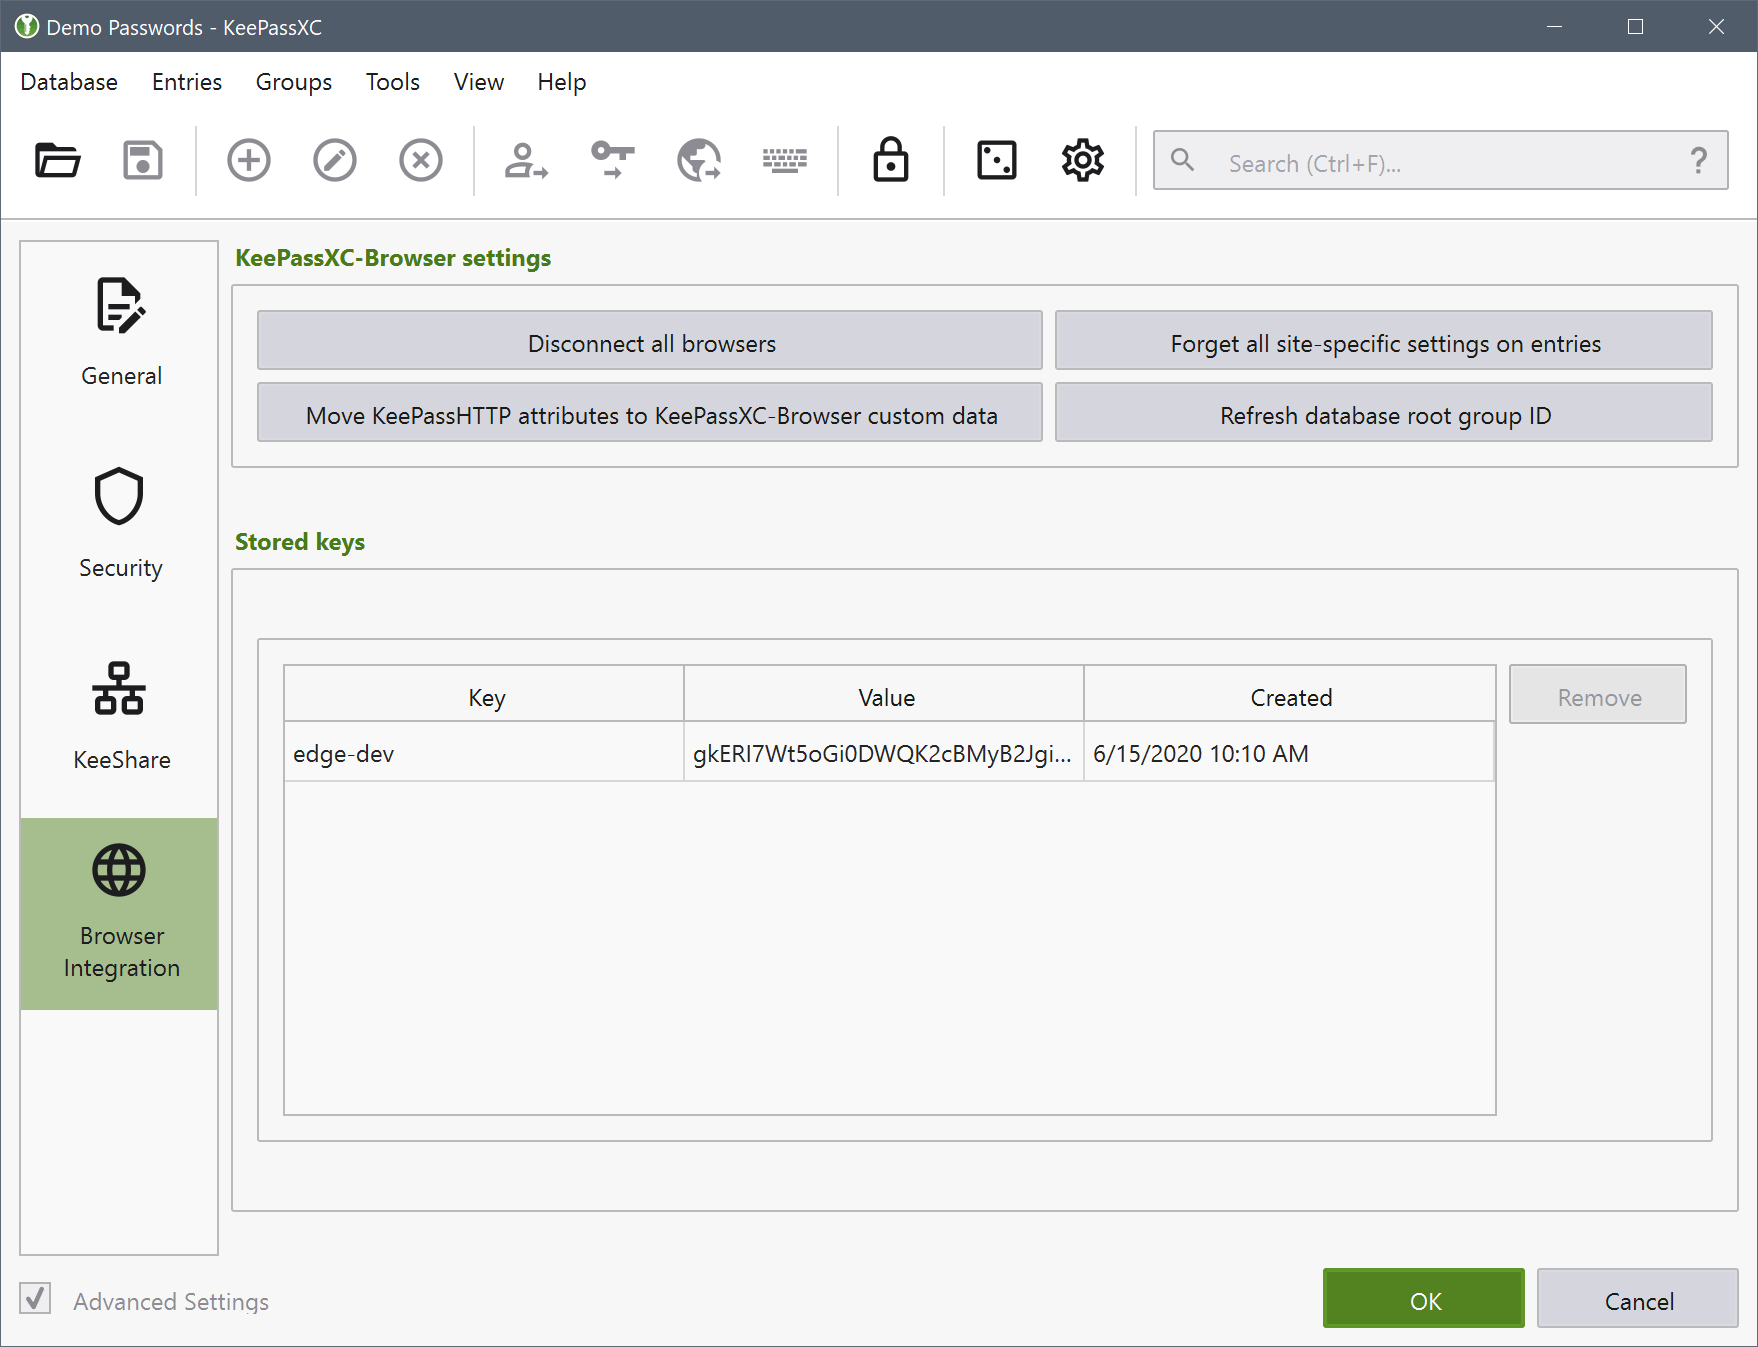 Demo Passwords - KeePassXC
Database Entries Groups Tools View Help
Search (Ctrl+F)...
General
Security
KeeShare
Browser
Integration
KeePassXC-Browser settings
Disconnect all browsers
Forget all site-specific settings on entries
Move KeePassHTTP attributes to KeePassXC-Browser custom data
Refresh database root group ID
Stored keys
Key Value Created
edge-dev gkERI7Wt5oGi0DWQK2cBMyB2Jgi... 6/15/2020 10:10 AM
Remove
Advanced Settings
OK
Cancel